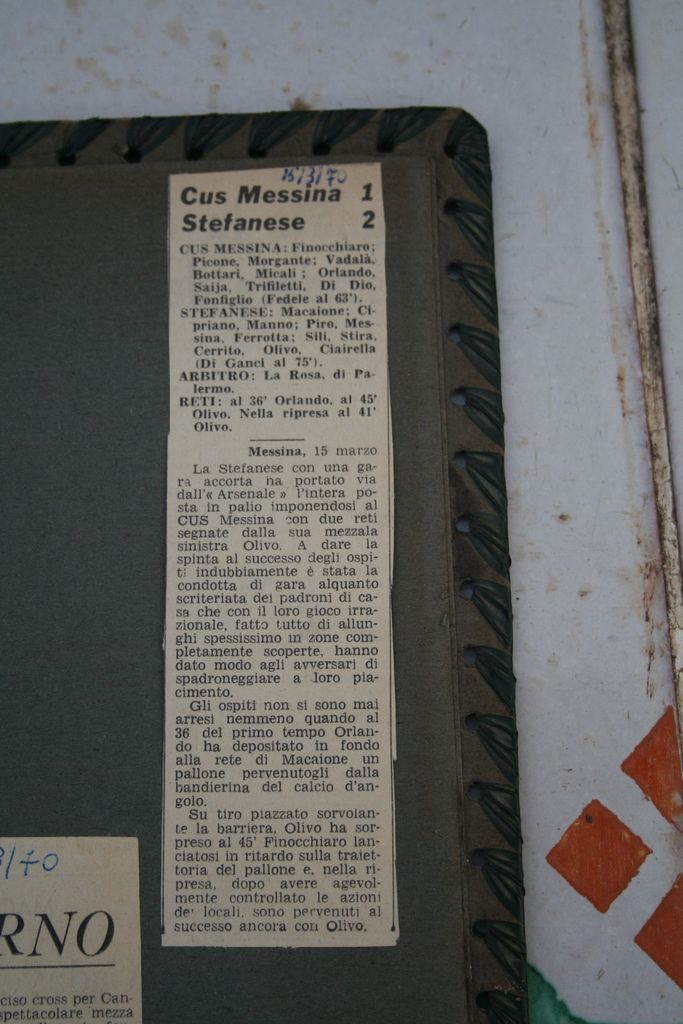 15/3/70
Cus Messina 1
Stefanese 2
CUS MESSINA: Finocchiaro;
Picone, Morgante; Vadalà,
Bottari, Micali; Orlando,
Saija, Trifiletti, Di Dio,
Fonfiglio (Fedele al 63').
STEFANESE: Macaione; Ci-
priano, Manno; Piro, Mes-
sina, Ferrotta; Sili, Stira,
Cerrito, Olivo, Ciairella
(Di Ganci al 75').
ARBITRO: La Rosa, di Pa-
lermo.
RETI: al 36' Orlando, al 45'
Olivo. Nella ripresa al 41'
Olivo.
Messina, 15 marzo
La Stefanese con una ga-
ra accorta ha portato via
dall'« Arsenale » l'intera po-
sta in palio imponendosi al
CUS Messina con due reti
segnate dalla sua mezzala
sinistra Olivo. A dare la
spinta al successo degli ospi-
ti indubbiamente è stata la
condotta di gara alquanto
scriteriata dei padroni di ca-
sa che con il loro gioco irra-
zionale, fatto tutto di allun-
ghi spessissimo in zone com-
pletamente scoperte, hanno
dato modo agli avversari di
spadroneggiare a loro pia-
cimento.
Gli ospiti non si sono mai
arresi nemmeno quando al
36 del primo tempo Orlan-
do ha depositato in fondo
alla rete di Macaione un
pallone pervenutogli dalla
bandierina del calcio d'an-
golo.
Su tiro piazzato sorvolan-
te la barriera, Olivo ha sor-
preso al 45' Finocchiaro lan-
ciatosi in ritardo sulla traiet-
toria del pallone e, nella ri-
presa, dopo avere agevol-
mente controllato le azioni
de' locali, sono pervenuti al
successo ancora con Olivo.
/70
RNO
ciso cross per Can-
spettacolare mezza